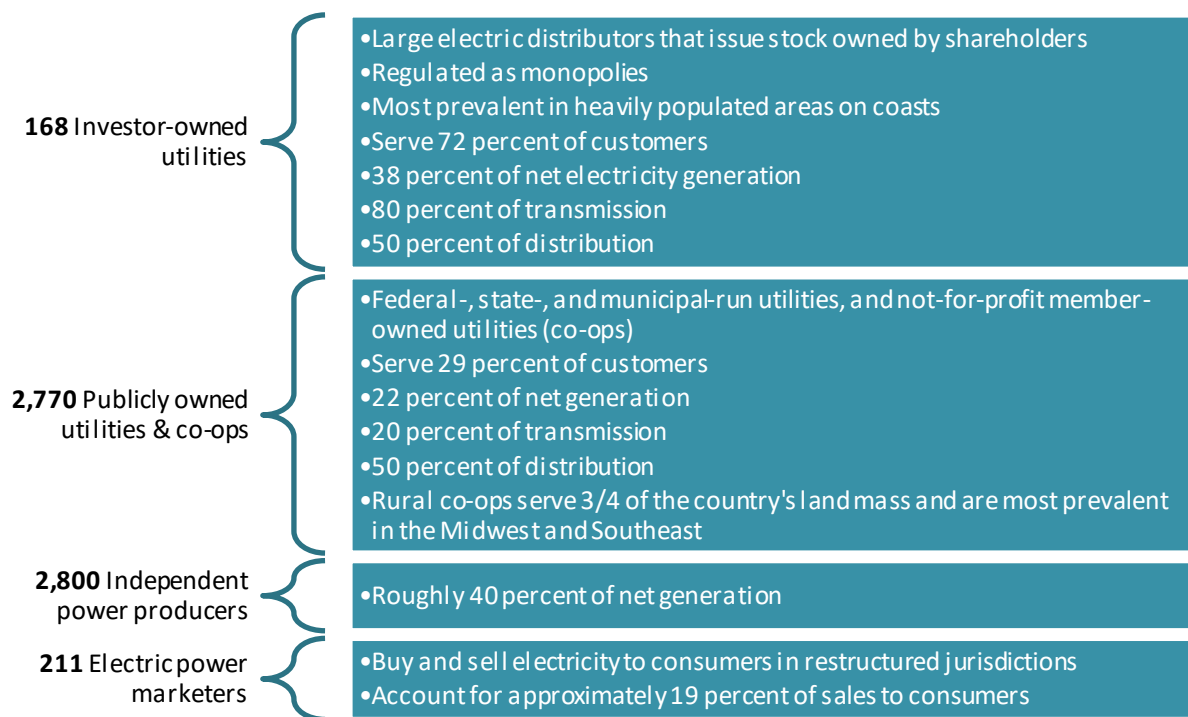 168 Investor-owned
utilities
•Large electric distributors that issue stock owned by shareholders
•Regulated as monopolies
•Most prevalent in heavily populated areas on coasts
•Serve 72 percent of customers
•38 percent of net electricity generation
•80 percent of transmission
•50 percent of distribution
2,770 Publicly owned
utilities & co-ops
•Federal-, state-, and municipal-run utilities, and not-for-profit member-
owned utilities (co-ops)
•Serve 29 percent of customers
•22 percent of net generation
•20 percent of transmission
•50 percent of distribution
•Rural co-ops serve 3/4 of the country's land mass and are most prevalent
in the Midwest and Southeast
2,800 Independent
power producers
•Roughly 40 percent of net generation
211 Electric power
marketers
•Buy and sell electricity to consumers in restructured jurisdictions
•Account for approximately 19 percent of sales to consumers